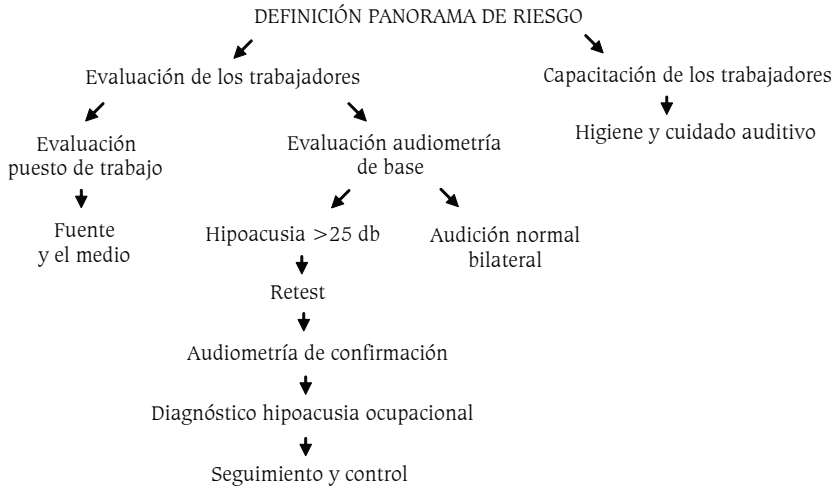 DEFINICIÓN PANORAMA DE RIESGO
Evaluación de los trabajadores
Capacitación de los trabajadores
Evaluación
puesto de trabajo
Evaluación audiometría
de base
Higiene y cuidado auditivo
Fuente
y el medio
Hipoacusia >25 db
Audición normal
bilateral
Retest
Audiometría de confirmación
Diagnóstico hipoacusia ocupacional
Seguimiento y control